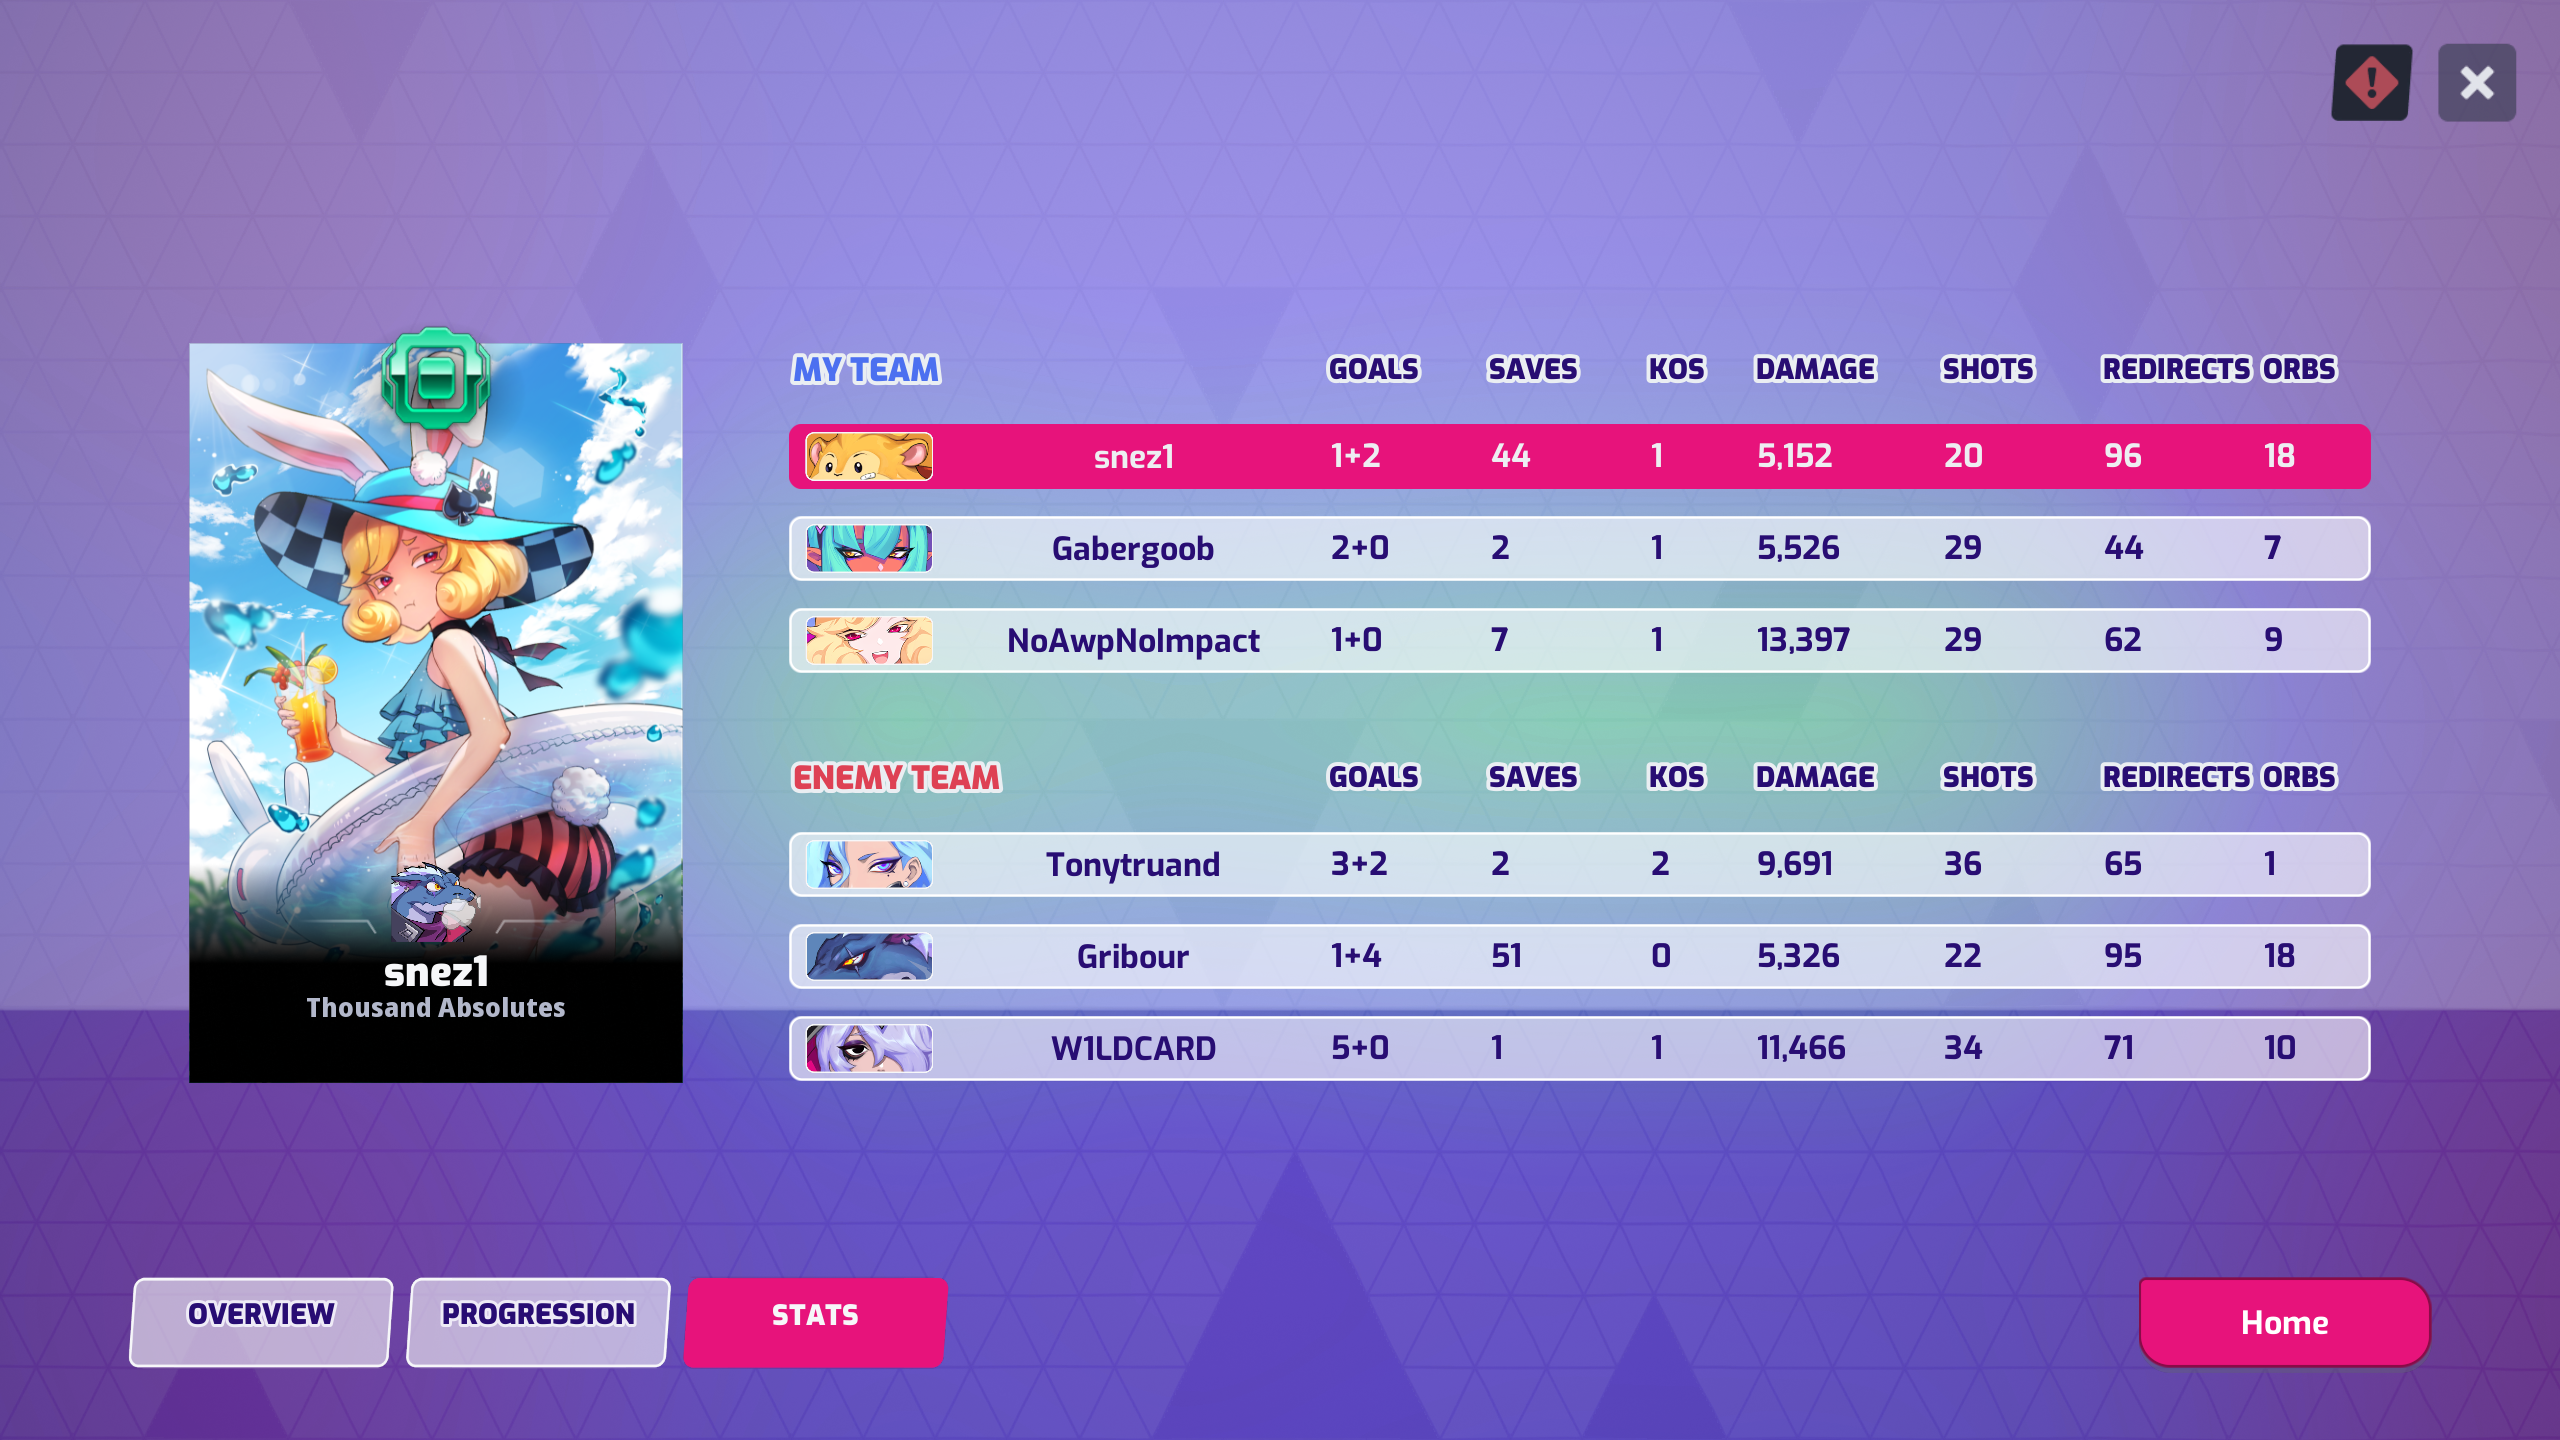 MY TEAM GOALS SAVES KOS DAMAGE SHOTS REDIRECTS ORBS
snez1 1+2 44 1 5,152 20 96 18
Gabergoob 2+0 2 1 5,526 29 44 7
NoAwpNoImpact 1+0 7 1 13,397 29 62 9
ENEMY TEAM GOALS SAVES KOS DAMAGE SHOTS REDIRECTS ORBS
Tonytruand 3+2 2 2 9,691 36 65 1
Gribour 1+4 51 0 5,326 22 95 18
W1LDCARD 5+0 1 1 11,466 34 71 10
snez1
Thousand Absolutes
OVERVIEW PROGRESSION STATS Home